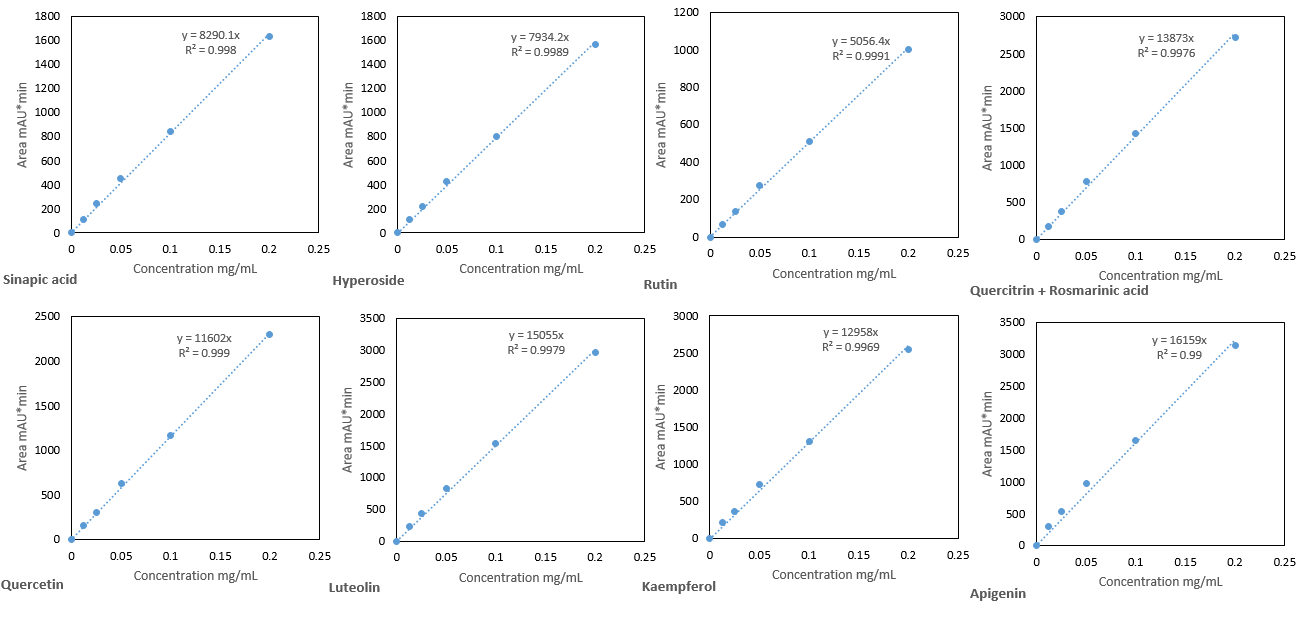 1800
1600
1400
1200
1000
800
600
400
200
0
Area mAU*min
y = 8290.1x
R² = 0.998
0 0.05 0.1 0.15 0.2 0.25
Concentration mg/mL
Sinapic acid
1800
1600
1400
1200
1000
800
600
400
200
0
Area mAU*min
y = 7934.2x
R² = 0.9989
0 0.05 0.1 0.15 0.2 0.25
Concentration mg/mL
Hyperoside
1200
1000
800
600
400
200
0
Area mAU*min
y = 5056.4x
R² = 0.9991
0 0.05 0.1 0.15 0.2 0.25
Concentration mg/mL
Rutin
3000
2500
2000
1500
1000
500
0
Area mAU*min
y = 13873x
R² = 0.9976
0 0.05 0.1 0.15 0.2 0.25
Concentration mg/mL
Quercitrin + Rosmarinic acid
2500
2000
1500
1000
500
0
Area mAU*min
y = 11602x
R² = 0.999
0 0.05 0.1 0.15 0.2 0.25
Concentration mg/mL
Quercetin
3500
3000
2500
2000
1500
1000
500
0
Area mAU*min
y = 15055x
R² = 0.9979
0 0.05 0.1 0.15 0.2 0.25
Concentration mg/mL
Luteolin
3000
2500
2000
1500
1000
500
0
Area mAU*min
y = 12958x
R² = 0.9969
0 0.05 0.1 0.15 0.2 0.25
Concentration mg/mL
Kaempferol
3500
3000
2500
2000
1500
1000
500
0
Area mAU*min
y = 16159x
R² = 0.99
0 0.05 0.1 0.15 0.2 0.25
Concentration mg/mL
Apigenin